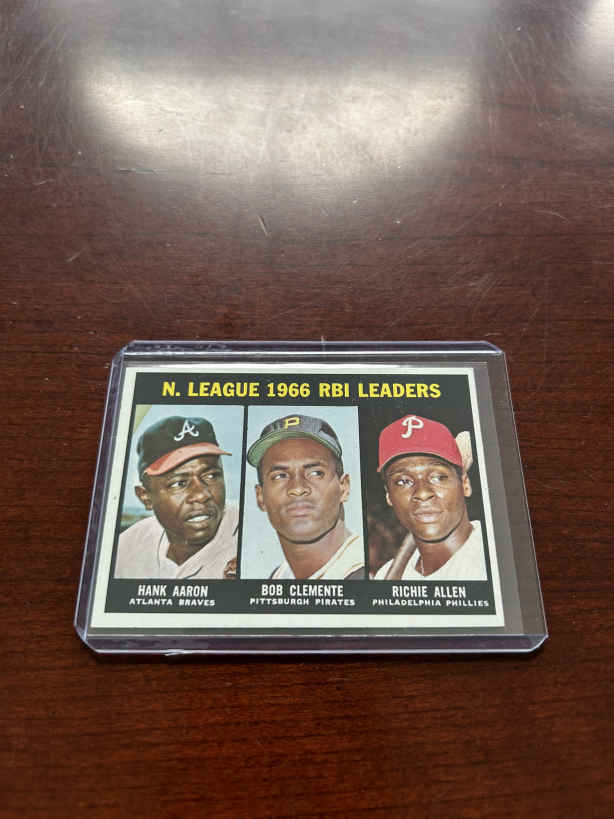 N. LEAGUE 1966 RBI LEADERS
A
P
P
HANK AARON
ATLANTA BRAVES
BOB CLEMENTE
PITTSBURGH PIRATES
RICHIE ALLEN
PHILADELPHIA PHILLIES